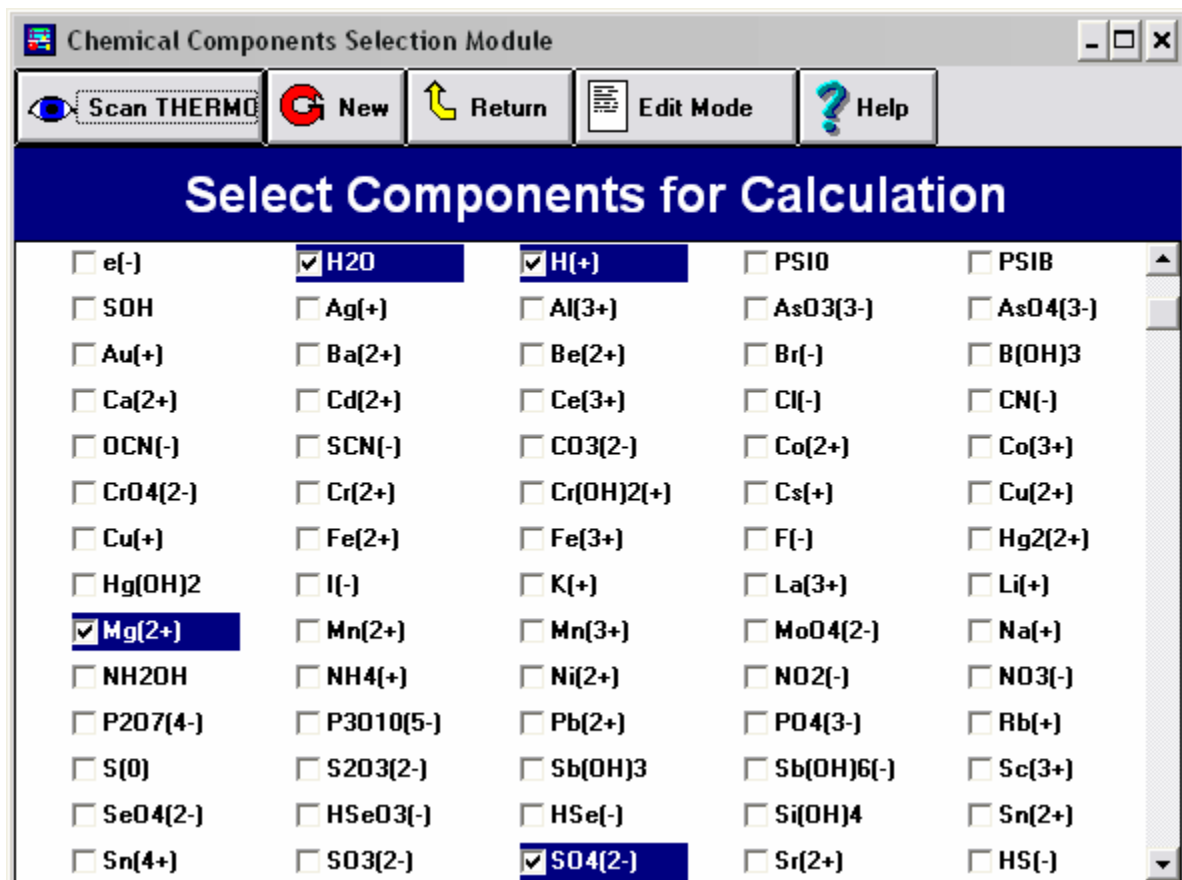 Chemical Components Selection Module
Scan THERMO New Return Edit Mode Help
Select Components for Calculation
e(-) H2O H(+) PSI0 PSIB
SOH Ag(+) Al(3+) AsO3(3-) AsO4(3-)
Au(+) Ba(2+) Be(2+) Br(-) B(OH)3
Ca(2+) Cd(2+) Ce(3+) Cl(-) CN(-)
OCN(-) SCN(-) CO3(2-) Co(2+) Co(3+)
CrO4(2-) Cr(2+) Cr(OH)2(+) Cs(+) Cu(2+)
Cu(+) Fe(2+) Fe(3+) F(-) Hg2(2+)
Hg(OH)2 I(-) K(+) La(3+) Li(+)
Mg(2+) Mn(2+) Mn(3+) MoO4(2-) Na(+)
NH2OH NH4(+) Ni(2+) NO2(-) NO3(-)
P2O7(4-) P3O10(5-) Pb(2+) PO4(3-) Rb(+)
S(0) S2O3(2-) Sb(OH)3 Sb(OH)6(-) Sc(3+)
SeO4(2-) HSeO3(-) HSe(-) Si(OH)4 Sn(2+)
Sn(4+) SO3(2-) SO4(2-) Sr(2+) HS(-)